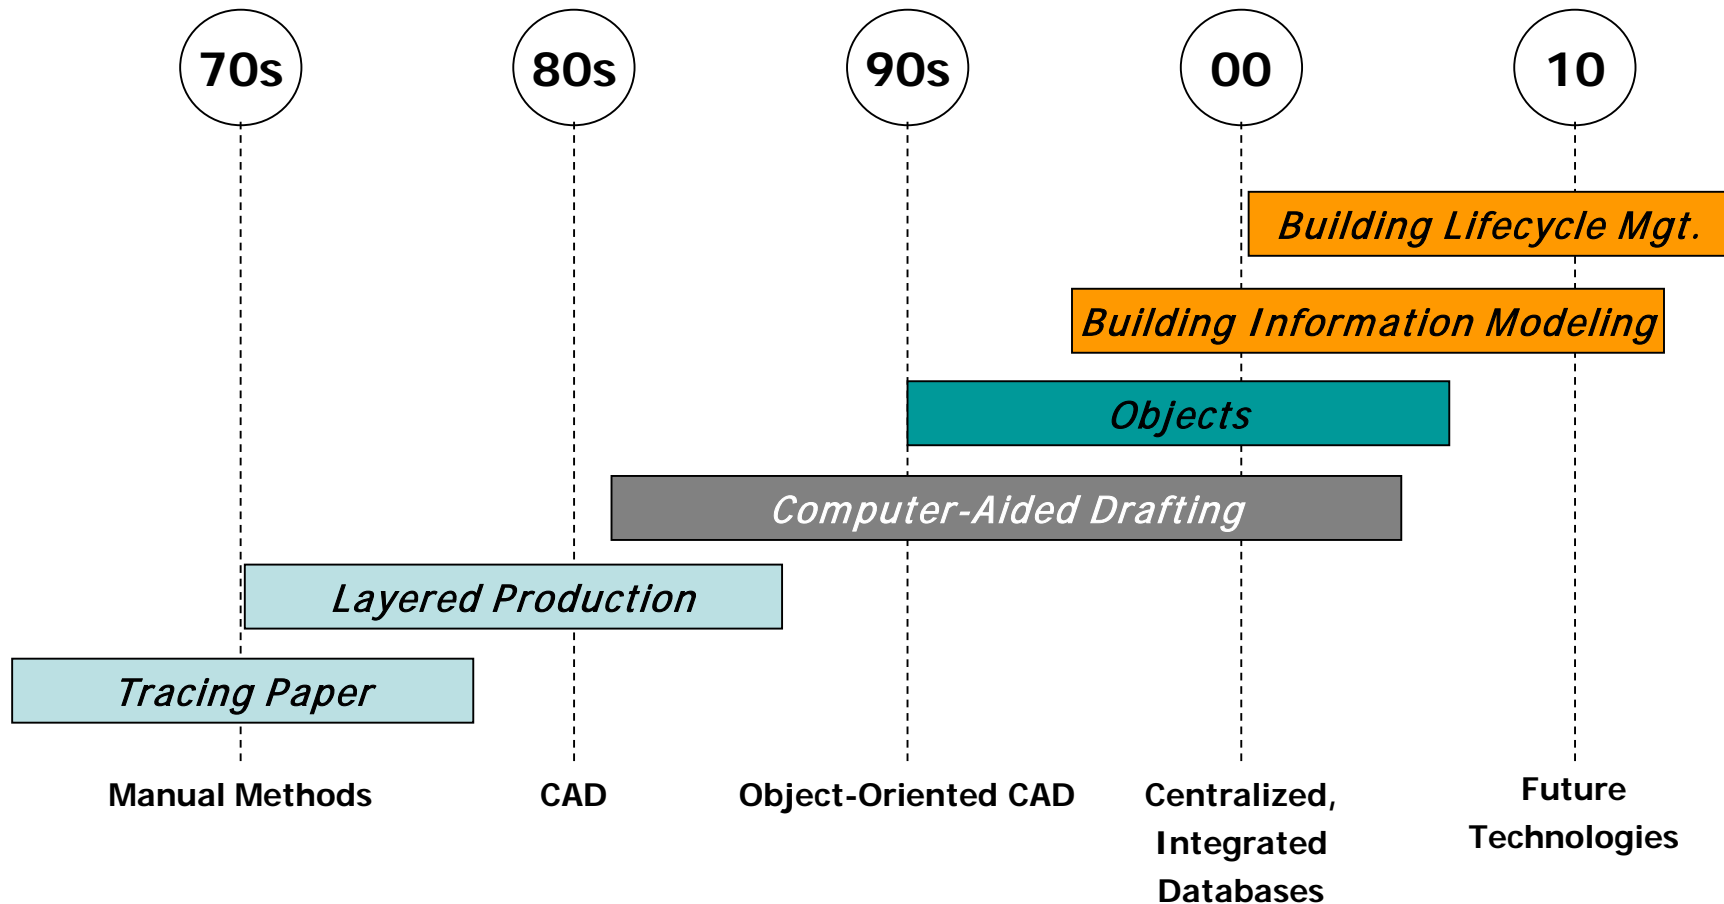 70s
80s
90s
00
10
Building Lifecycle Mgt.
Building Information Modeling
Objects
Computer-Aided Drafting
Layered Production
Tracing Paper
Manual Methods
CAD
Object-Oriented CAD
Centralized,
Integrated
Databases
Future
Technologies